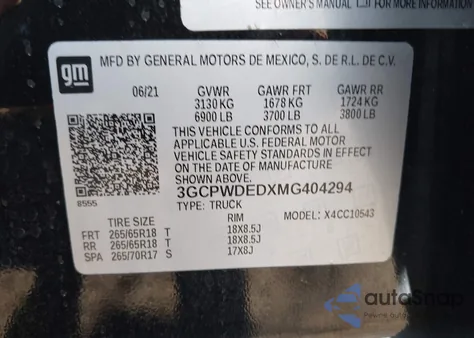 SEE OWNER'S MANUAL FOR MORE INFORMATION
gm
MFD BY GENERAL MOTORS DE MEXICO, S. DE R.L. DE C.V.
06/21 GVWR GAWR FRT GAWR RR
3130 KG 1678 KG 1724 KG
6900 LB 3700 LB 3800 LB
THIS VEHICLE CONFORMS TO ALL
APPLICABLE U.S. FEDERAL MOTOR
VEHICLE SAFETY STANDARDS IN
EFFECT ON THE DATE OF
MANUFACTURE SHOWN ABOVE.
3GCPWDEDXMG404294
8555 TYPE: TRUCK
TIRE SIZE RIM MODEL: X4CC10543
FRT 265/65R18 T 18X8.5J
RR 265/65R18 T 18X8.5J
SPA 265/70R17 S 17X8J
autoSnap